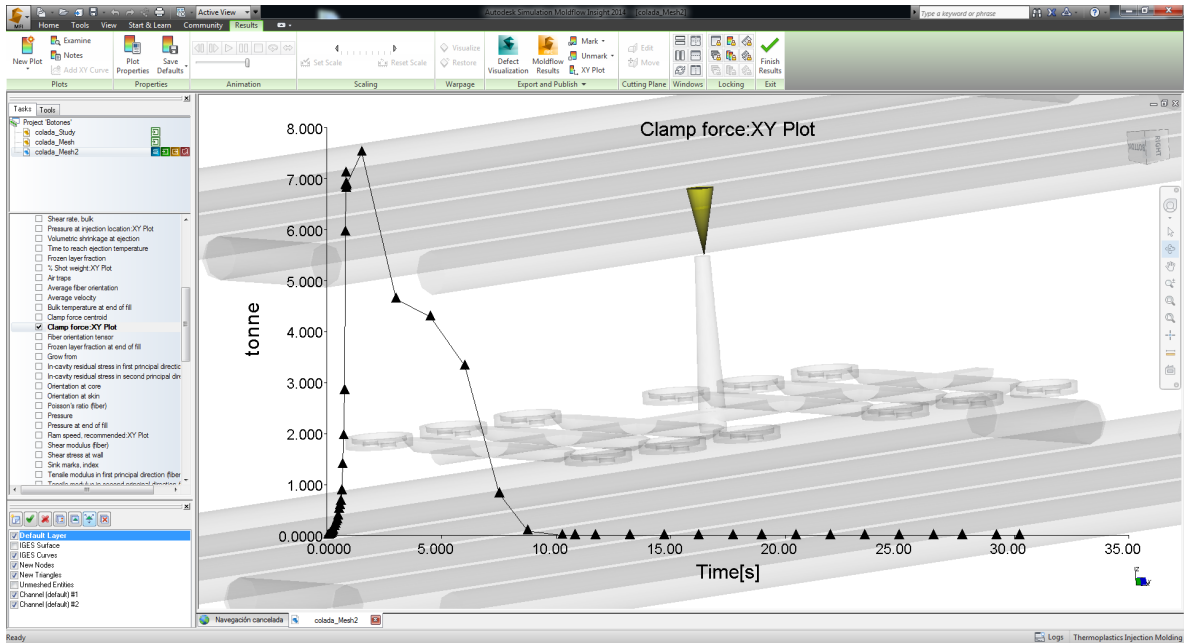 Active View
Autodesk Simulation Moldflow Insight 201
[colada_Mesh2]
Type a keyword or phrase
MFI
Home Tools View Start & Learn Community Results
New Plot
Examine
Notes
Add XY Curve
Plot Properties
Save Defaults
Set Scale
Reset Scale
Visualize
Restore
Defect Visualization
Moldflow Results
Mark
Unmark
XY Plot
Edit
Move
Finish Results
Plots Properties Animation Scaling Warpage Export and Publish Cutting Plane Windows Locking Exit
Tasks Tools
Project 'Botones'
colada_Study
colada_Mesh
colada_Mesh2
Shear rate, bulk
Pressure at injection location:XY Plot
Volumetric shrinkage at ejection
Time to reach ejection temperature
Frozen layer fraction
% Shot weight:XY Plot
Air traps
Average fiber orientation
Average velocity
Bulk temperature at end of fill
Clamp force centroid
Clamp force:XY Plot
Fiber orientation tensor
Frozen layer fraction at end of fill
Grow from
In-cavity residual stress in first principal directic
In-cavity residual stress in second principal dire
Orientation at core
Orientation at skin
Poisson's ratio (fiber)
Pressure
Pressure at end of fill
Ram speed, recommended:XY Plot
Shear modulus (fiber)
Shear stress at wall
Sink marks, index
Tensile modulus in first principal direction (fiber
Tensile modulus in second principal direction (
Default Layer
IGES Surface
IGES Curves
New Nodes
New Triangles
Unmeshed Entities
Channel (default) #1
Channel (default) #2
Clamp force:XY Plot
RIGHT
8.000
7.000
6.000
5.000
4.000
3.000
2.000
1.000
0.0000
tonne
0.0000 5.000 10.00 15.00 20.00 25.00 30.00 35.00
Time[s]
Navegación cancelada
colada_Mesh2
Ready
Logs
Thermoplastics Injection Molding